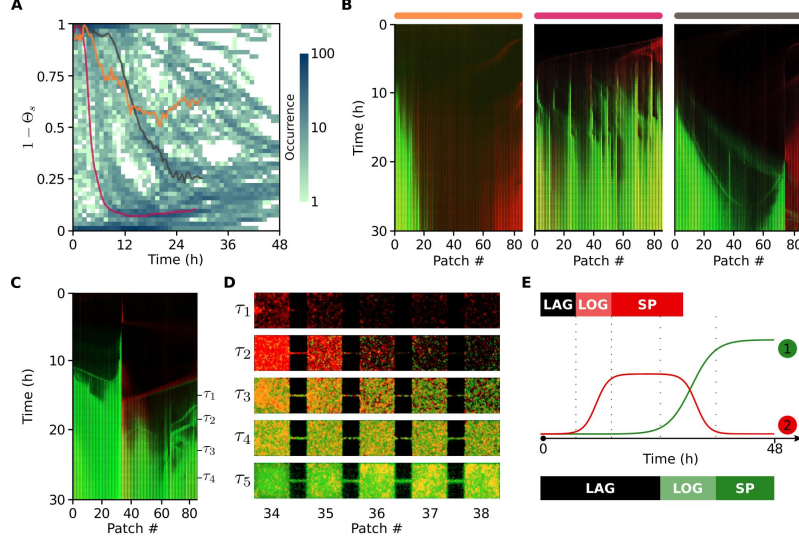 A
1
0.75
0.5
0.25
0
1 − Θs
0
12
24
36
48
Time (h)
100
10
1
Occurrence
B
0
10
20
30
Time (h)
0
20
40
60
80
Patch #
0
20
40
60
80
Patch #
0
20
40
60
80
Patch #
C
0
10
20
30
Time (h)
0
20
40
60
80
Patch #
τ1
τ2
τ3
τ4
D
τ1
τ2
τ3
τ4
τ5
34
35
36
37
38
Patch #
E
LAG LOG SP
1
2
0
48
Time (h)
LAG LOG SP